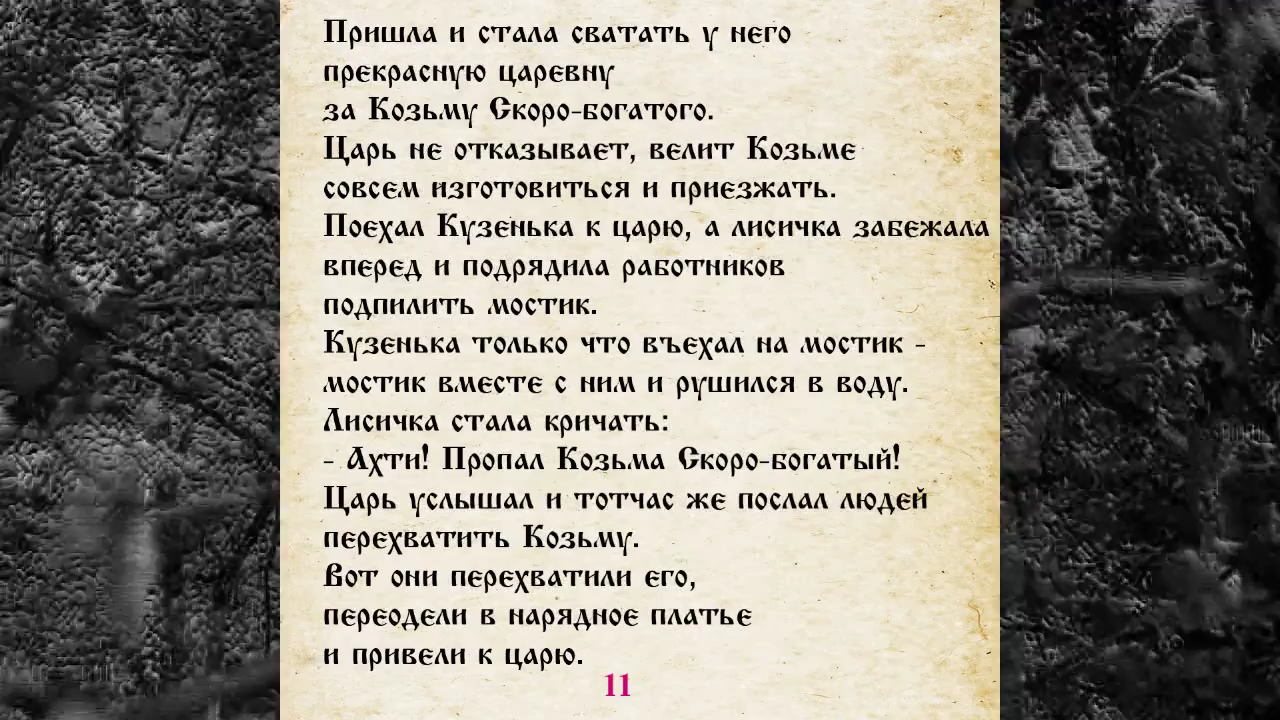 Пришла и стала сватать у него
прекрасную царевну
за Козьму Скоро-богатого.
Царь не отказывает, велит Козьме
совсем изготовиться и приезжать.
Поехал Кузенька к царю, а лисичка забежала
вперед и подрядила работников
подпилить мостик.
Кузенька только что въехал на мостик -
мостик вместе с ним и рушился в воду.
Лисичка стала кричать:
- Ахти! Пропал Козьма Скоро-богатый!
Царь услышал и тотчас же послал людей
перехватить Козьму.
Вот они перехватили его,
переодели в нарядное платье
и привели к царю.
11